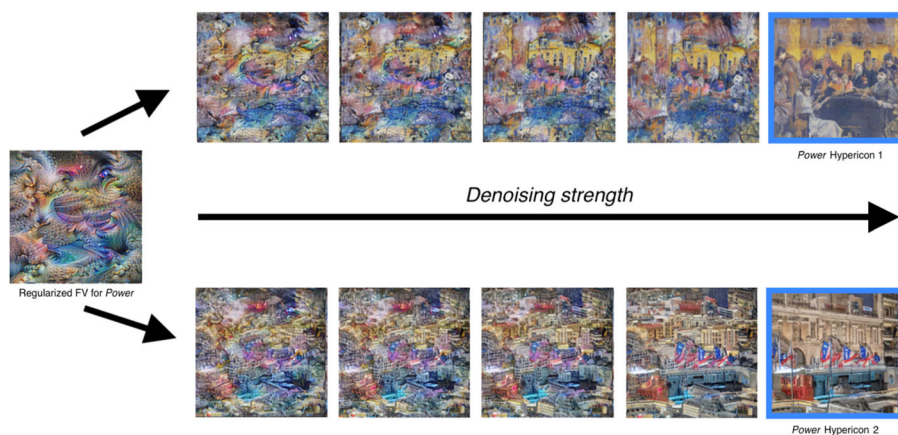 Power Hypericon 1
Denoising strength
Regularized FV for Power
Power Hypericon 2